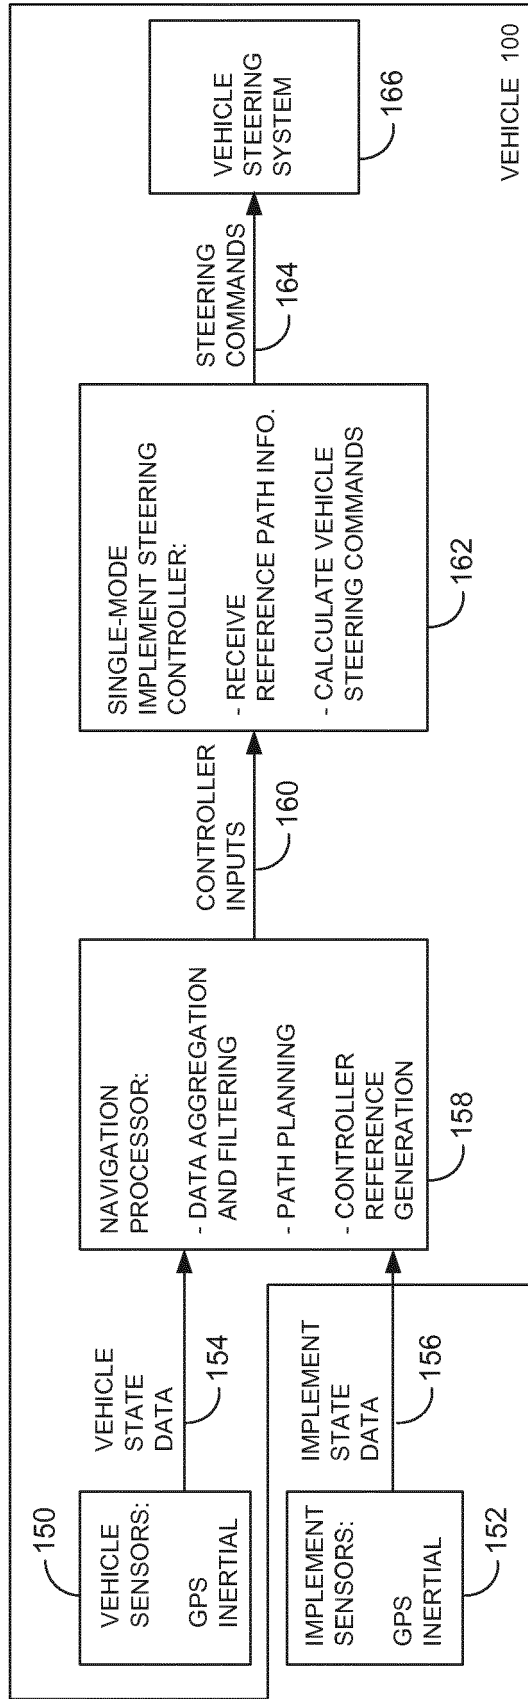 150
VEHICLE
SENSORS:
GPS
INERTIAL
VEHICLE
STATE
DATA
154
IMPLEMENT
SENSORS:
GPS
INERTIAL
152
IMPLEMENT
STATE
DATA
156
NAVIGATION
PROCESSOR:
- DATA AGGREGATION
AND FILTERING
- PATH PLANNING
- CONTROLLER
REFERENCE
GENERATION
158
CONTROLLER
INPUTS
160
SINGLE-MODE
IMPLEMENT STEERING
CONTROLLER:
- RECEIVE
REFERENCE PATH INFO.
- CALCULATE VEHICLE
STEERING COMMANDS
162
STEERING
COMMANDS
164
VEHICLE
STEERING
SYSTEM
166
VEHICLE 100